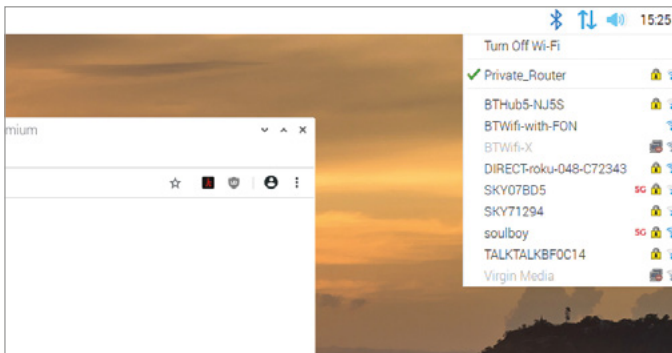 15:25
Turn Off Wi-Fi
Private_Router
BTHub5-NJ5S
BTWifi-with-FON
mium
BTWifi-X
DIRECT-roku-048-C72343
SKY07BD5 5G
SKY71294
soulboy 5G
TALKTALKBF0C14
Virgin Media